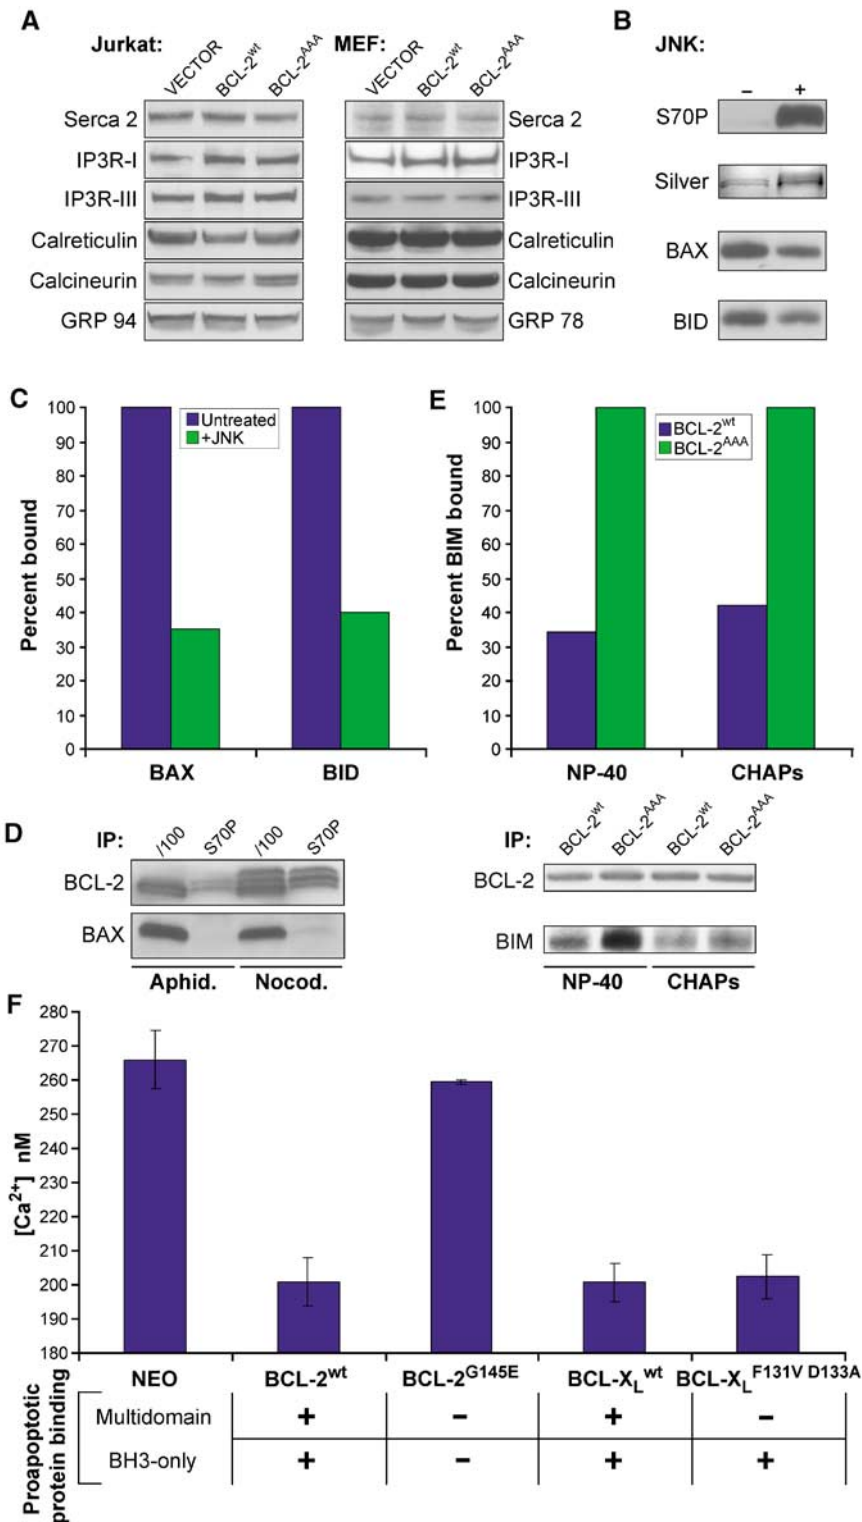 A
Jurkat:
VECTOR
BCL-2wt
BCL-2AAA
MEF:
VECTOR
BCL-2wt
BCL-2AAA
Serca 2
Serca 2
IP3R-I
IP3R-I
IP3R-III
IP3R-III
Calreticulin
Calreticulin
Calcineurin
Calcineurin
GRP 94
GRP 78
B
JNK:
– +
S70P
Silver
BAX
BID
C
Percent bound
100
90
80
70
60
50
40
30
20
10
0
Untreated
+JNK
BAX
BID
E
Percent BIM bound
100
90
80
70
60
50
40
30
20
10
0
BCL-2wt
BCL-2AAA
NP-40
CHAPs
D
IP:
/100
S70P
/100
S70P
BCL-2
BAX
Aphid.
Nocod.
IP:
BCL-2wt
BCL-2AAA
BCL-2wt
BCL-2AAA
BCL-2
BIM
NP-40
CHAPs
F
[Ca2+] nM
280
270
260
250
240
230
220
210
200
190
180
NEO
BCL-2wt
BCL-2G145E
BCL-XLwt
BCL-XLF131V D133A
Proapoptotic
protein binding
Multidomain
+ – + –
BH3-only
+ – + +